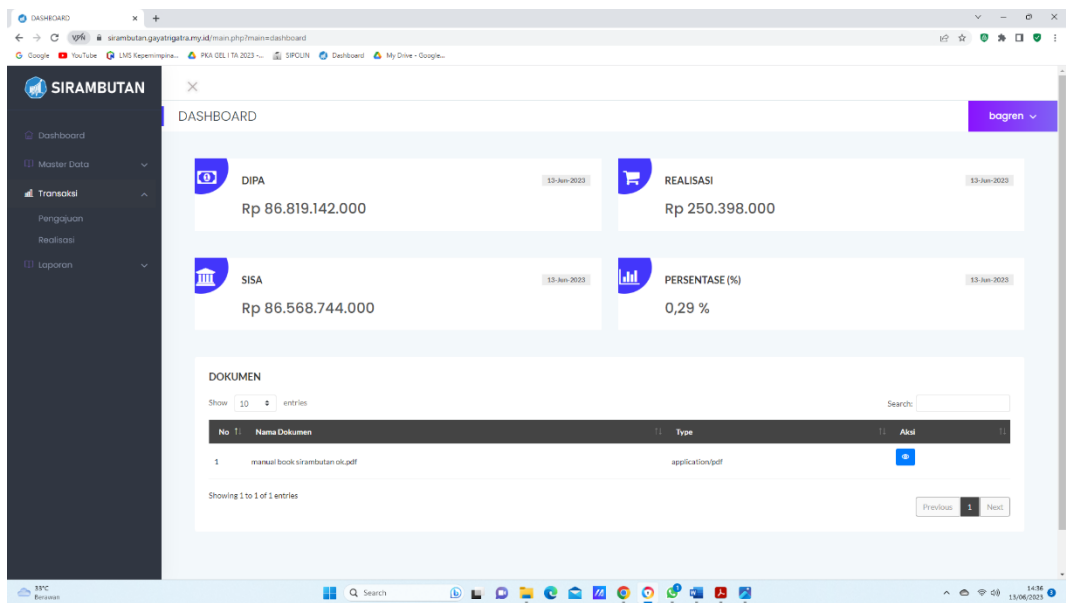 DASHBOARD
VPN sirambutan.gayatrigatra.my.id/main.php?main=dashboard
Google YouTube LMS Kepemimpina... PKA GEL I TA 2023 -... SIPOLIN Dashboard My Drive - Google...
SIRAMBUTAN
DASHBOARD
bagren
Dashboard
Master Data
Transaksi
Pengajuan
Realisasi
Laporan
DIPA
13-Jun-2023
Rp 86.819.142.000
REALISASI
13-Jun-2023
Rp 250.398.000
SISA
13-Jun-2023
Rp 86.568.744.000
PERSENTASE (%)
13-Jun-2023
0,29 %
DOKUMEN
Show 10 entries
Search:
No Nama Dokumen Type Aksi
1 manual book sirambutan ok.pdf application/pdf
Showing 1 to 1 of 1 entries
Previous 1 Next
33°C
Berawan
Search
14:36
13/06/2023